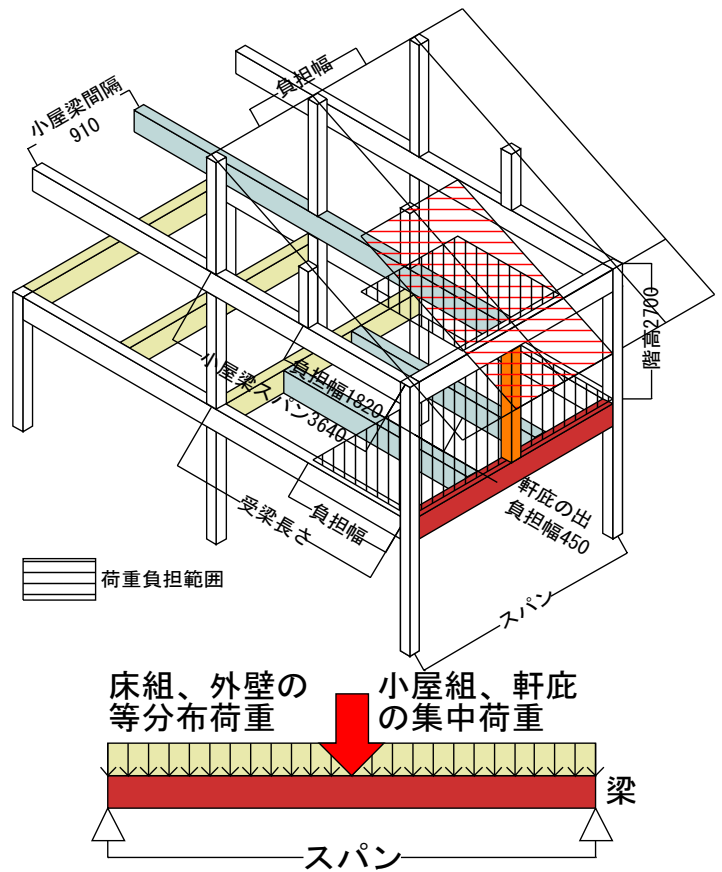 負担幅
小屋梁間隔
910
階高2700
負担幅1820
小屋梁スパン3640
軒庇の出
負担幅450
受梁長さ
負担幅
荷重負担範囲
スパン
床組、外壁の
等分布荷重
小屋組、軒庇
の集中荷重
梁
スパン